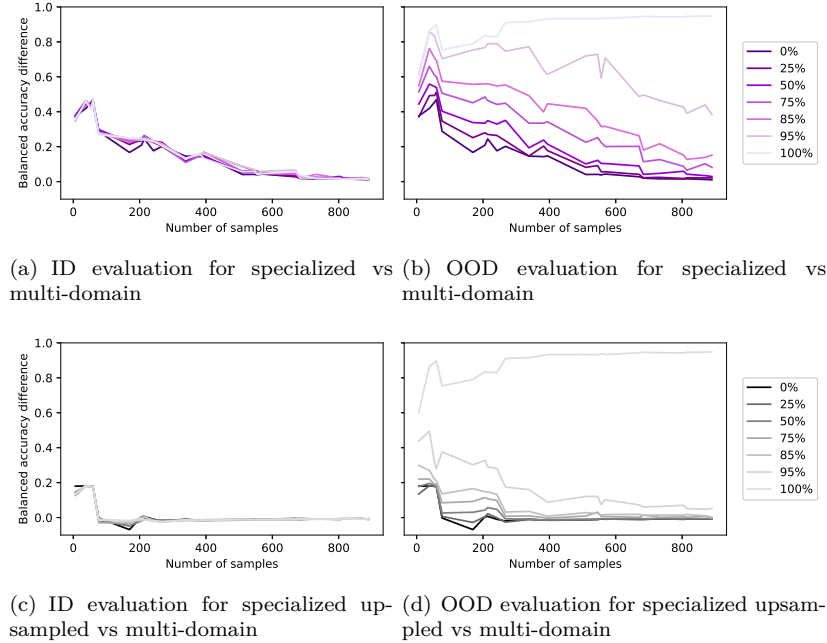 1.0
0.8
0.6
0.4
0.2
0.0
Balanced accuracy difference
0 200 400 600 800
Number of samples
0 200 400 600 800
Number of samples
0%
25%
50%
75%
85%
95%
100%
(a) ID evaluation for specialized vs
multi-domain
(b) OOD evaluation for specialized vs
multi-domain
1.0
0.8
0.6
0.4
0.2
0.0
Balanced accuracy difference
0 200 400 600 800
Number of samples
0 200 400 600 800
Number of samples
0%
25%
50%
75%
85%
95%
100%
(c) ID evaluation for specialized up-
sampled vs multi-domain
(d) OOD evaluation for specialized upsam-
pled vs multi-domain